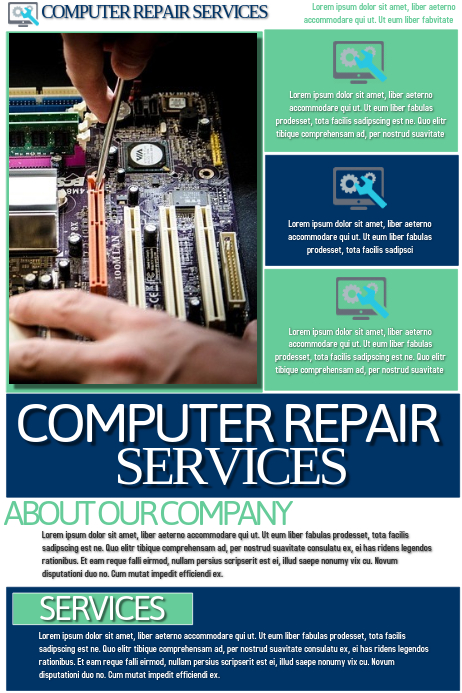 COMPUTER REPAIR SERVICES
Lorem ipsum dolor sit amet, liber aeterno
accommodare qui ut. Ut eum liber fabvitate
Lorem ipsum dolor sit amet, liber aeterno
accommodare qui ut. Ut eum liber fabulas
prodesset, tota facilis sadipscing est ne. Quo elitr
tibique comprehensam ad, per nostrud suavitate
Lorem ipsum dolor sit amet, liber aeterno
accommodare qui ut. Ut eum liber fabulas
prodesset, tota facilis sadipsci
Lorem ipsum dolor sit amet, liber aeterno
accommodare qui ut. Ut eum liber fabulas
prodesset, tota facilis sadipscing est ne. Quo elitr
tibique comprehensam ad, per nostrud suavitate
VIA
100MLAN
COMPUTER REPAIR
SERVICES
ABOUT OUR COMPANY
Lorem ipsum dolor sit amet, liber aeterno accommodare qui ut. Ut eum liber fabulas prodesset, tota facilis
sadipscing est ne. Quo elitr tibique comprehensam ad, per nostrud suavitate consulatu ex, ei has ridens legendos
rationibus. Et eam reque falli eirmod, nullam persius scripserit est ei, illud saepe nonumy vix cu. Novum
disputationi duo no. Cum mutat impedit efficiendi ex.
SERVICES
Lorem ipsum dolor sit amet, liber aeterno accommodare qui ut. Ut eum liber fabulas prodesset, tota facilis
sadipscing est ne. Quo elitr tibique comprehensam ad, per nostrud suavitate consulatu ex, ei has ridens legendos
rationibus. Et eam reque falli eirmod, nullam persius scripserit est ei, illud saepe nonumy vix cu. Novum
disputationi duo no. Cum mutat impedit efficiendi ex.